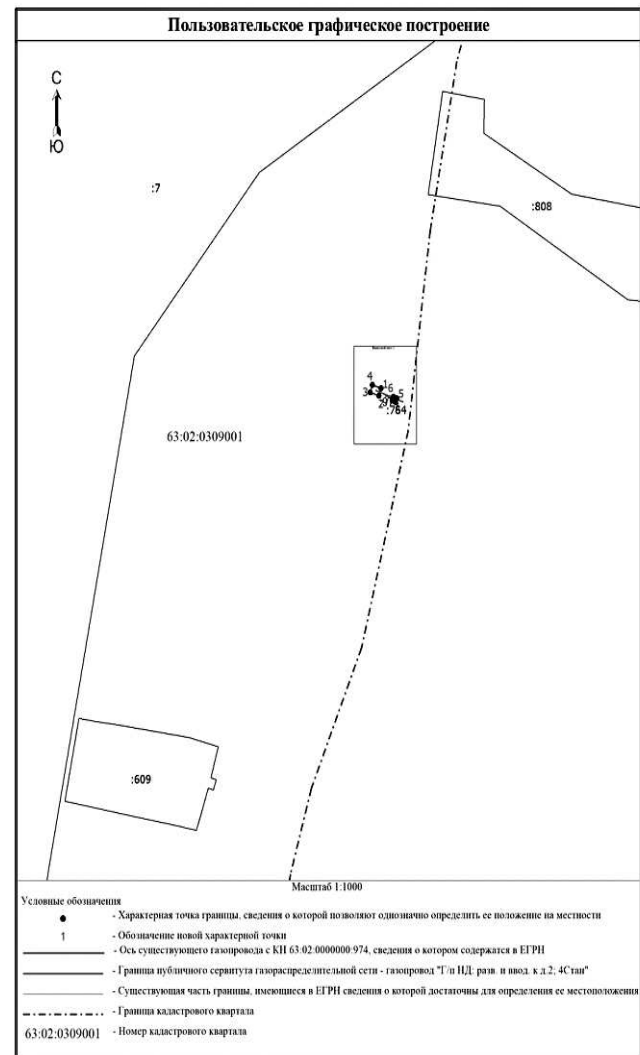 Пользовательское графическое построение
С
Ю
:7
:808
4
1
6
3
5
63:02:0309001
:609
Масштаб 1:1000
Условные обозначения
- Характерная точка границы, сведения о которой позволяют однозначно определить ее положение на местности
1 - Обозначение новой характерной точки
- Ось существующего газопровода с КН 63:02:0000000:974, сведения о котором содержатся в ЕГРН
- Граница публичного сервитута газораспределительной сети - газопровод "Г/п НД: разв. и ввод. к д.2; 4Стан"
- Существующая часть границы, имеющиеся в ЕГРН сведения о которой достаточны для определения ее местоположения
- Граница кадастрового квартала
63:02:0309001 - Номер кадастрового квартала